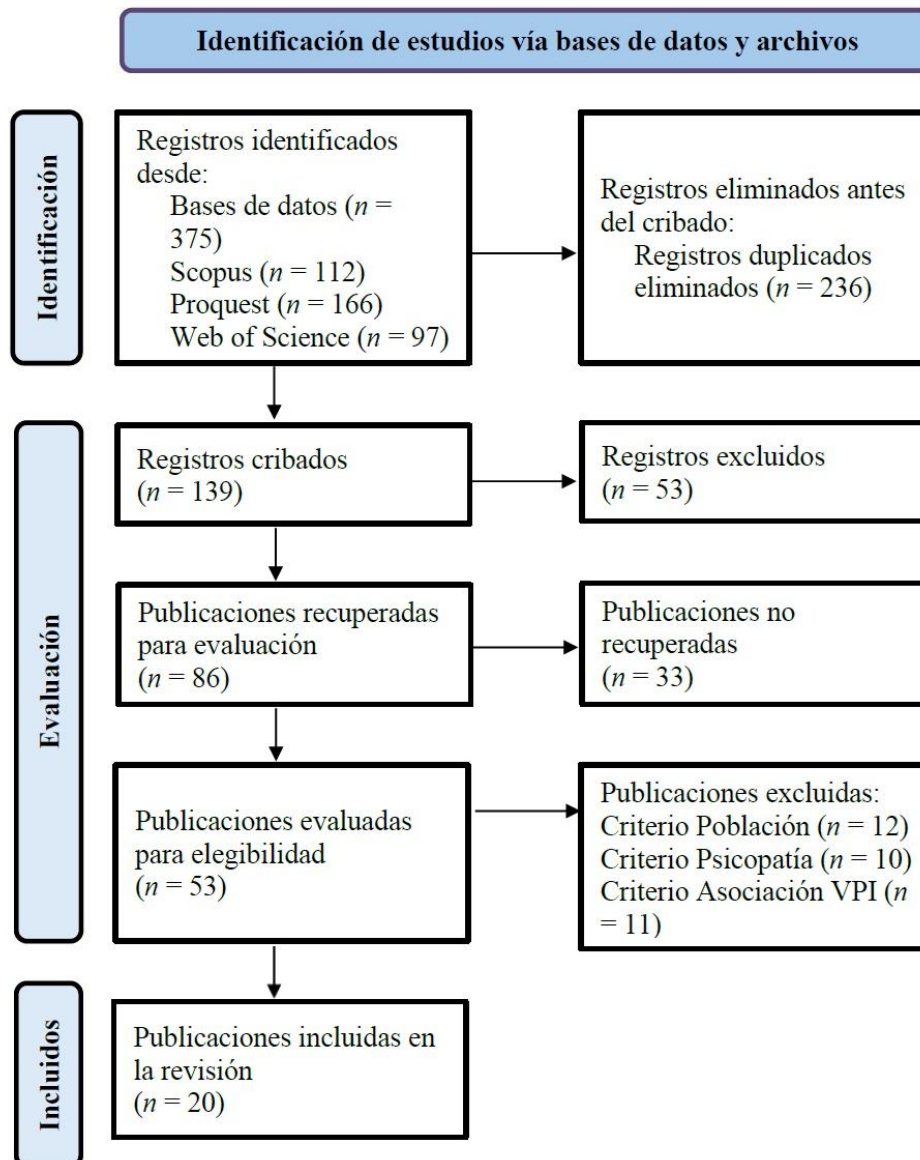 Identificación de estudios vía bases de datos y archivos
Identificación
Registros identificados
desde:
Bases de datos (n =
375)
Scopus (n = 112)
Proquest (n = 166)
Web of Science (n = 97)
Registros eliminados antes
del cribado:
Registros duplicados
eliminados (n = 236)
Evaluación
Registros cribados
(n = 139)
Registros excluidos
(n = 53)
Publicaciones recuperadas
para evaluación
(n = 86)
Publicaciones no
recuperadas
(n = 33)
Publicaciones evaluadas
para elegibilidad
(n = 53)
Publicaciones excluidas:
Criterio Población (n = 12)
Criterio Psicopatía (n = 10)
Criterio Asociación VPI (n
= 11)
Incluidos
Publicaciones incluidas en
la revisión
(n = 20)